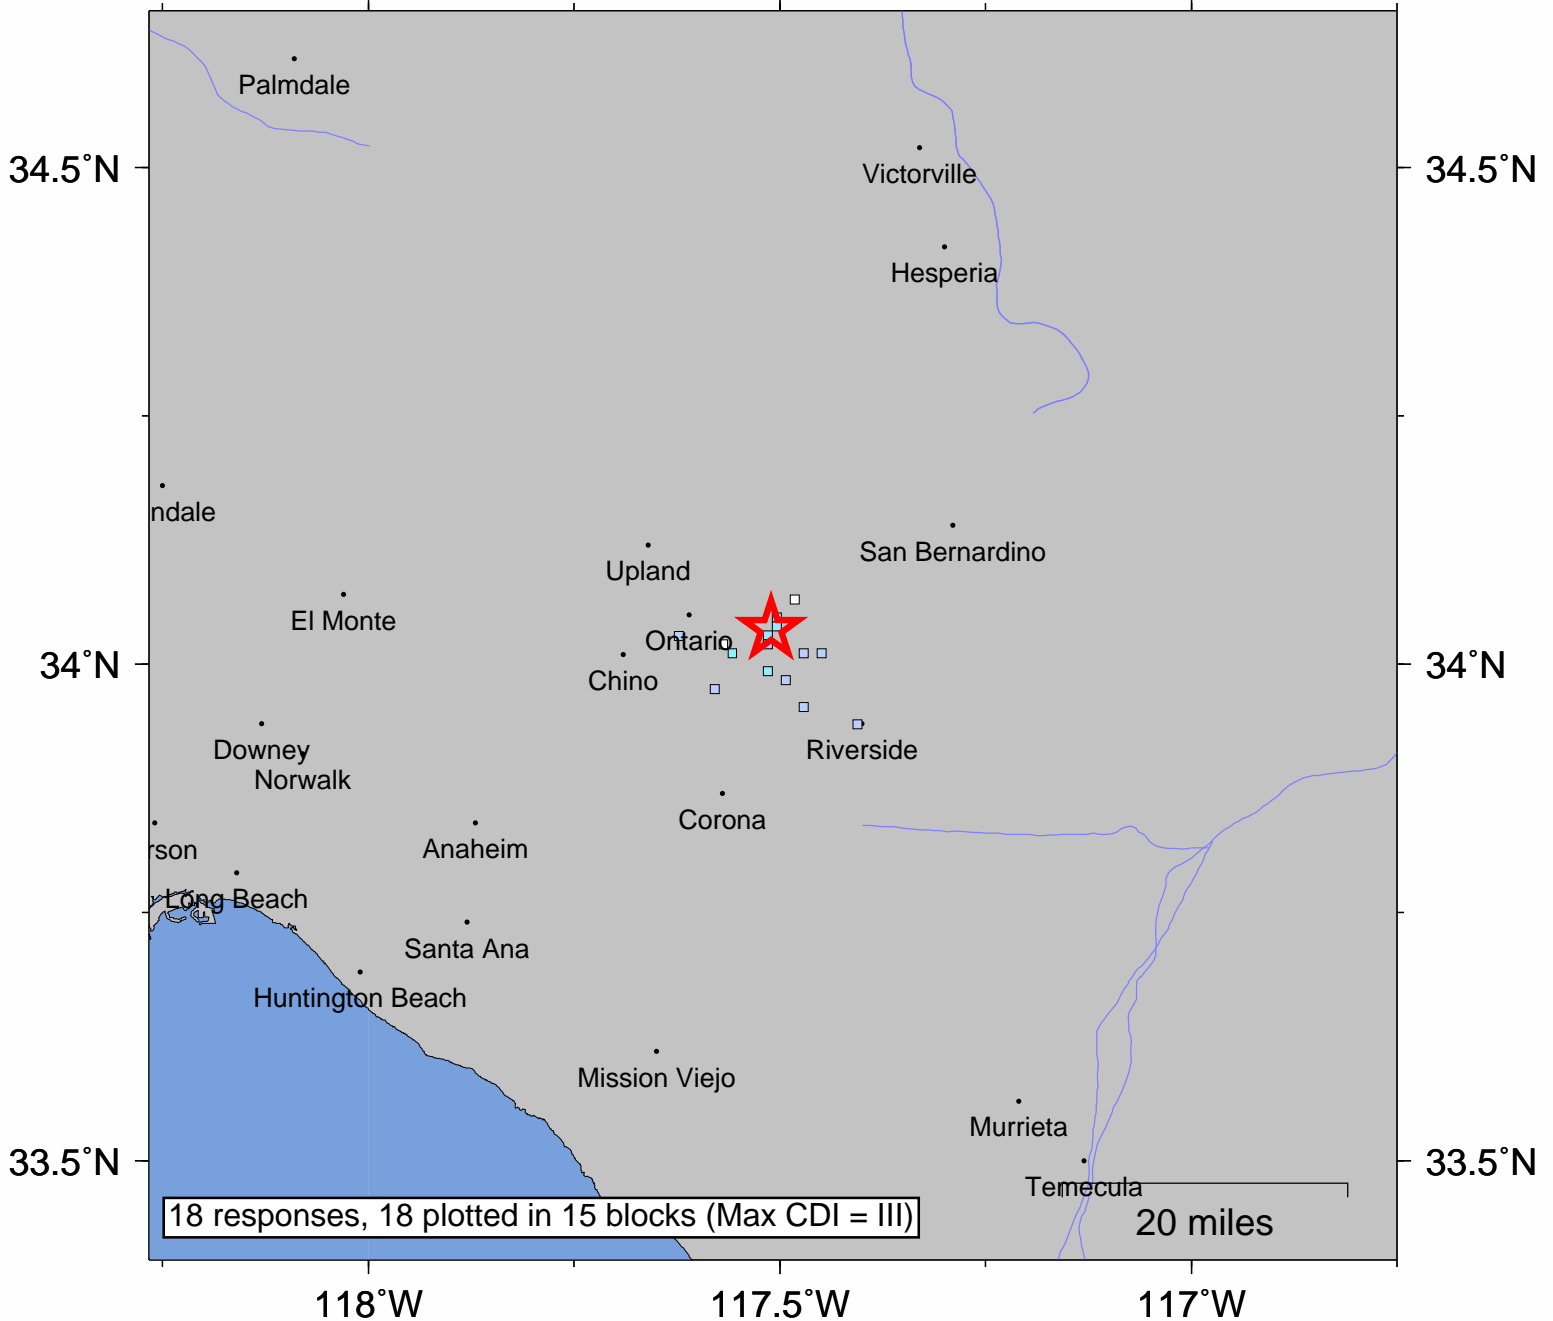 Palmdale
34.5°N
34.5°N
Victorville
Hesperia
ndale
San Bernardino
Upland
El Monte
Ontario
34°N
34°N
Chino
Downey
Riverside
Norwalk
Corona
rson
Anaheim
Long Beach
Santa Ana
Huntington Beach
Mission Viejo
Murrieta
33.5°N
33.5°N
Temecula
18 responses, 18 plotted in 15 blocks (Max CDI = III)
20 miles
118°W
117.5°W
117°W